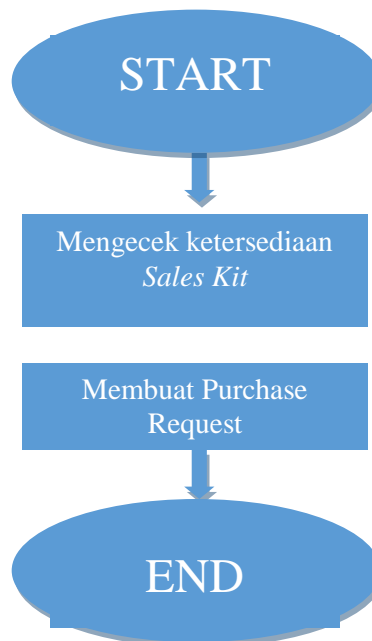 START
Mengecek ketersediaan
Sales Kit
Membuat Purchase
Request
END